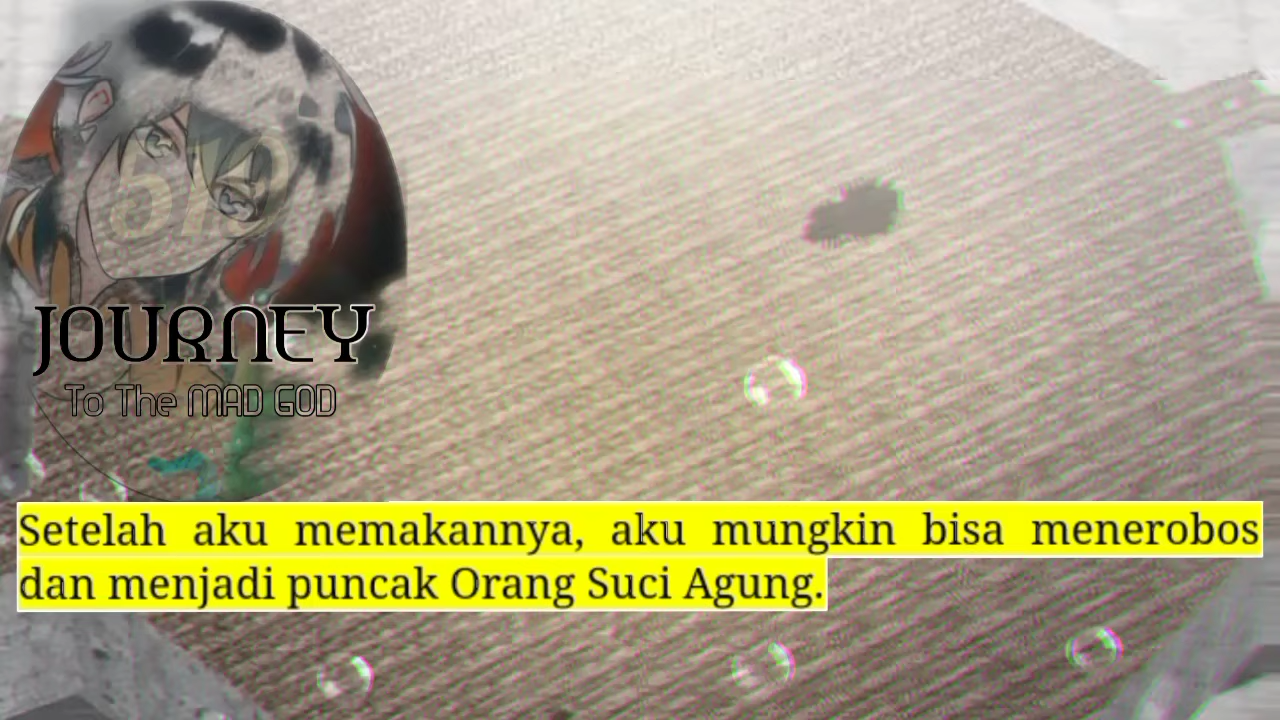 JOURNEY
To The MAD GOD
Setelah aku memakannya, aku mungkin bisa menerobos
dan menjadi puncak Orang Suci Agung.